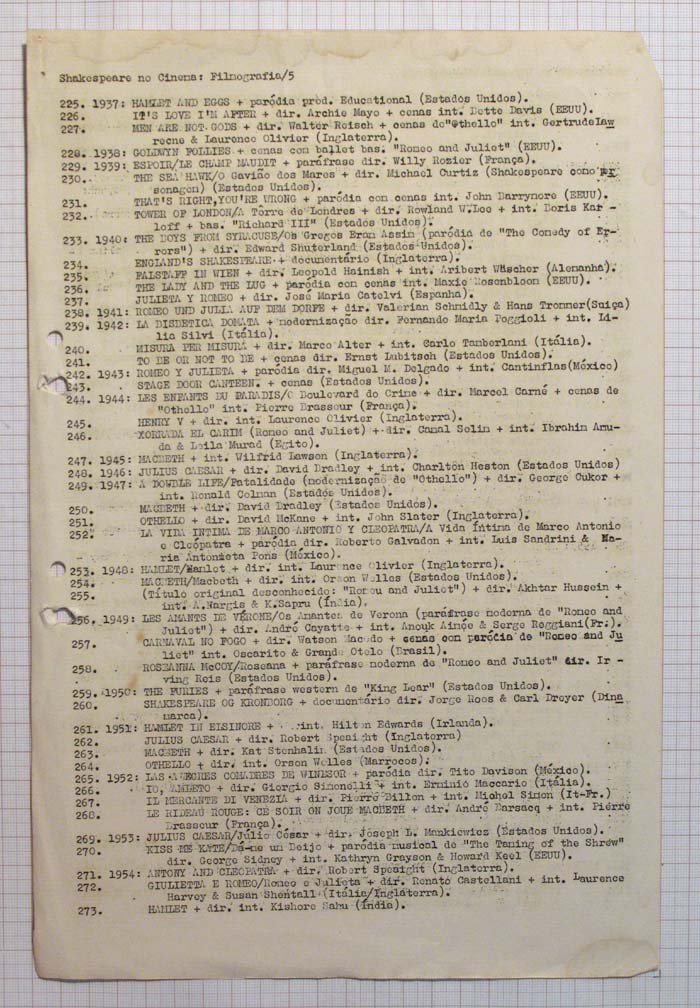 Shakespeare no Cinema: Filmografia/5
225. 1937: HAMLET AND EGGS + paródia prod. Educational (Estados Unidos).
226. IT'S LOVE I'M AFTER + dir. Archie Mayo + cenas int. Bette Davis (EEUU).
227. MEN ARE NOT GODS + dir. Walter Reisch + cenas de "Othello" int. Gertrude Law
recne & Laurence Olivier (Inglaterra).
228. 1938: GOLDWYN FOLLIES + cenas com ballet bas. "Romeo and Juliet" (EEUU).
229. 1939: ESPOIR/LE CHAMP MAUDIT + paráfrase dir. Willy Rozier (França).
230. THE SEA HAWK/O Gavião dos Mares + dir. Michael Curtiz (Shakespeare como per
sonagem) (Estados Unidos).
231. THAT'S RIGHT, YOU'RE WRONG + paródia com cenas int. John Barrymore (EEUU).
232. TOWER OF LONDON/A Torre de Londres + dir. Rowland W.Lee + int. Boris Kar -
loff + bas. "Richard III" (Estados Unidos).
233. 1940: THE BOYS FROM SYRACUSE/Os Gregos Eram Assim (paródia de "The Comedy of Er-
rors") + dir. Edward Shuterland (Estados Unidos).
234. ENGLAND'S SHAKESPEARE + documentário (Inglaterra).
235. FALSTAFF IN WIEN + dir. Leopold Hainish + int. Aribert Wäscher (Alemanha).
236. THE LADY AND THE LUG + paródia com cenas int. Maxie Rosenbloom (EEUU).
237. JULIETA Y ROMEO + dir. José Maria Catelvi (Espanha).
238. 1941: ROMEO UND JULIA AUF DEM DORFE + dir. Valerian Schmidly & Hans Trommer(Suiça)
239. 1942: LA BISBETICA DOMATA + modernização dir. Fernando Maria Poggioli + int. Li-
lia Silvi (Itália).
240. MISURA PER MISURA + dir. Marco Alter + int. Carlo Tamberlani (Itália).
241. TO BE OR NOT TO BE + cenas dir. Ernst Lubitsch (Estados Unidos).
242. 1943: ROMEO Y JULIETA + paródia dir. Miguel M. Delgado + int. Cantinflas(México)
243. STAGE DOOR CANTEEN. + cenas (Estados Unidos).
244. 1944: LES ENFANTS DU PARADIS/O Boulevard do Crime + dir. Marcel Carné + cenas de
"Othello" int. Pierre Brasseur (França).
245. HENRY V + dir. int. Laurence Olivier (Inglaterra).
246. XORRADA EL CARIM (Romeo and Juliet) + dir. Camal Selim + int. Ibrahim Amu-
da & Leila Murad (Egito).
247. 1945: MACBETH + int. Wilfrid Lawson (Inglaterra).
248. 1946: JULIUS CAESAR + dir. David Bradley + int. Charlton Heston (Estados Unidos)
249. 1947: A DOWBLE LIFE/Fatalidade (modernização de "Othello") + dir. George Cukor +
int. Ronald Colman (Estados Unidos).
250. MACBETH + dir. David Bradley (Estados Unidos).
251. OTHELLO + dir. David McKane + int. John Slater (Inglaterra).
252. LA VIDA INTIMA DE MARCO ANTONIO Y CLEOPATRA/A Vida Íntima de Marco Antonio
e Cleópatra + paródia dir. Roberto Galvadon + int. Luis Sandrini & Ma-
ria Antonieta Pons (México).
253. 1948: HAMLET/Hamlet + dir. int. Laurence Olivier (Inglaterra).
254. MACBETH/Macbeth + dir. int. Orson Welles (Estados Unidos).
255. (Título original desconhecido: "Romeu and Juliet") + dir. Akhtar Hussein +
int. A.Nargis & K.Sapru (Índia).
256. 1949: LES AMANTS DE VERONE/Os Amantes de Verona (paráfrase moderna de "Romeo and
Juliet") + dir. André Cayatte + int. Anouk Aimée & Serge Reggiani(Fr.).
257. CARNAVAL NO FOGO + dir. Watson Macedo + cenas com paródia de "Romeo and Ju
liet" int. Oscarito & Grande Otelo (Brasil).
258. ROSEANNA McCOY/Roseana + paráfrase moderna de "Romeo and Juliet" dir. Ir -
ving Reis (Estados Unidos).
259. 1950: THE FURIES + paráfrase western de "King Lear" (Estados Unidos).
260. SHAKESPEARE OG KRONBORG + documentário dir. Jorge Roos & Carl Dreyer (Dina
marca).
261. 1951: HAMLET IN ELSINORE + int. Hilton Edwards (Irlanda).
262. JULIUS CAESAR + dir. Robert Speaight (Inglaterra)
263. MACBETH + dir. Kat Stenhalin (Estados Unidos).
264. OTHELLO + dir. int. Orson Welles (Marrocos).
265. 1952: LAS ALEGRES COMADRES DE WINDSOR + paródia dir. Tito Davison (México).
266. IO, AMLETO + dir. Giorgio Simonelli + int. Erminio Maccario (Itália).
267. IL MERCANTE DI VENEZIA + dir. Pierre Billon + int. Michel Simon (It-Fr.)
268. LE RIDEAU ROUGE: CE SOIR ON JOUE MACBETH + dir. André Barsacq + int. Pierre
Brasseur (França).
269. 1953: JULIUS CAESAR/Júlio César + dir. Joseph L. Mankiewicz (Estados Unidos).
270. KISS ME KATE/Dá-me um Beijo + paródia musical de "The Taming of the Shrew"
dir. George Sidney + int. Kathryn Grayson & Howard Keel (EEUU).
271. 1954: ANTONY AND CLEOPATRA + dir. Robert Speaight (Inglaterra).
272. GIULIETTA E ROMEO/Romeo e Julieta + dir. Renato Castellani + int. Laurence
Harvey & Susan Shentall (Itália/Inglaterra).
273. HAMLET + dir. int. Kishore Sahu (Índia).